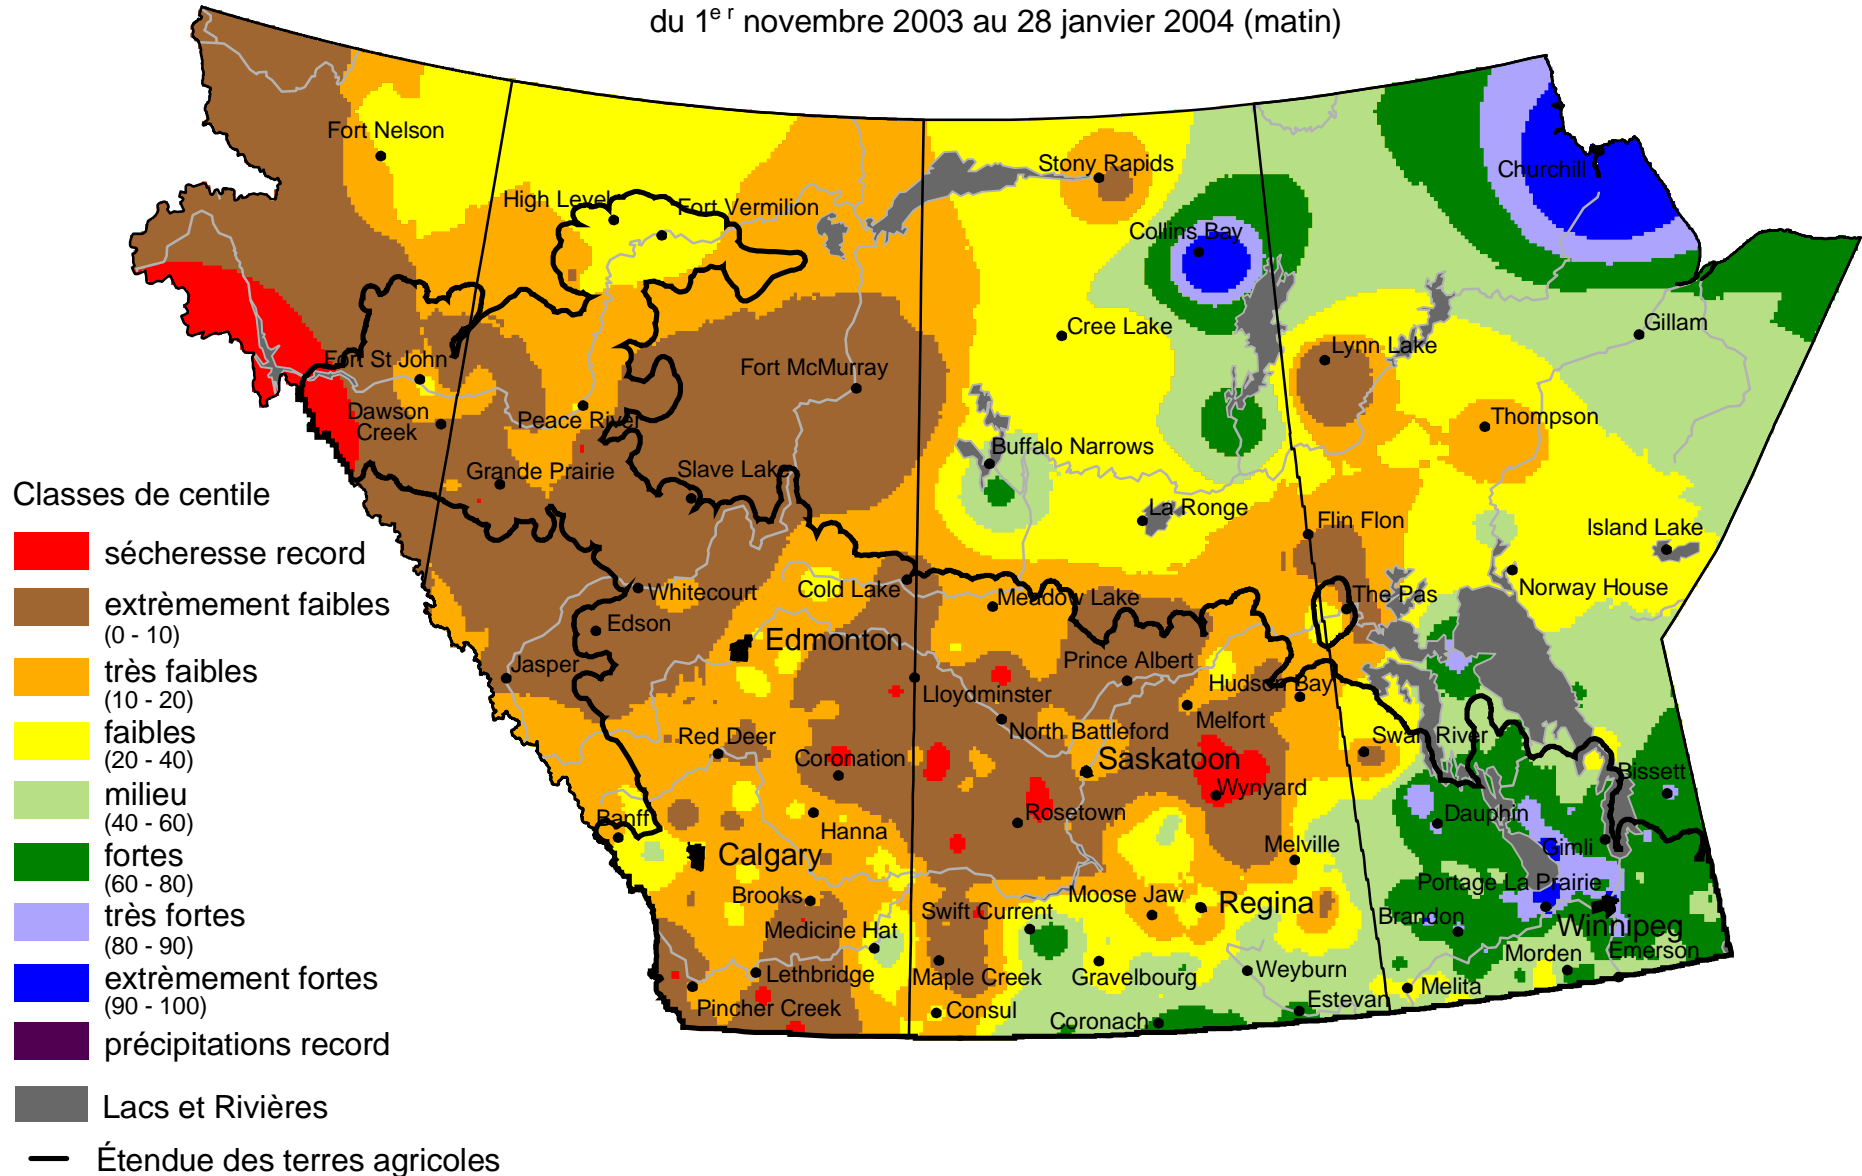 du 1er novembre 2003 au 28 janvier 2004 (matin)
Fort Nelson
High Level
Fort Vermilion
Stony Rapids
Churchill
Collins Bay
Cree Lake
Gillam
Lynn Lake
Fort St John
Fort McMurray
Dawson
Creek
Peace River
Thompson
Buffalo Narrows
Grande Prairie
Slave Lake
La Ronge
Flin Flon
Island Lake
Whitecourt
Cold Lake
Meadow Lake
The Pas
Norway House
Edson
Edmonton
Jasper
Prince Albert
Lloydminster
Hudson Bay
Melfort
North Battleford
Red Deer
Swan River
Coronation
Saskatoon
Bissett
Wynyard
Banff
Hanna
Rosetown
Dauphin
Calgary
Melville
Gimli
Brooks
Moose Jaw
Regina
Portage La Prairie
Swift Current
Brandon
Winnipeg
Medicine Hat
Lethbridge
Maple Creek
Gravelbourg
Weyburn
Morden
Emerson
Pincher Creek
Consul
Coronach
Estevan
Melita
Classes de centile
sécheresse record
extrèmement faibles
(0 - 10)
très faibles
(10 - 20)
faibles
(20 - 40)
milieu
(40 - 60)
fortes
(60 - 80)
très fortes
(80 - 90)
extrèmement fortes
(90 - 100)
précipitations record
Lacs et Rivières
Étendue des terres agricoles